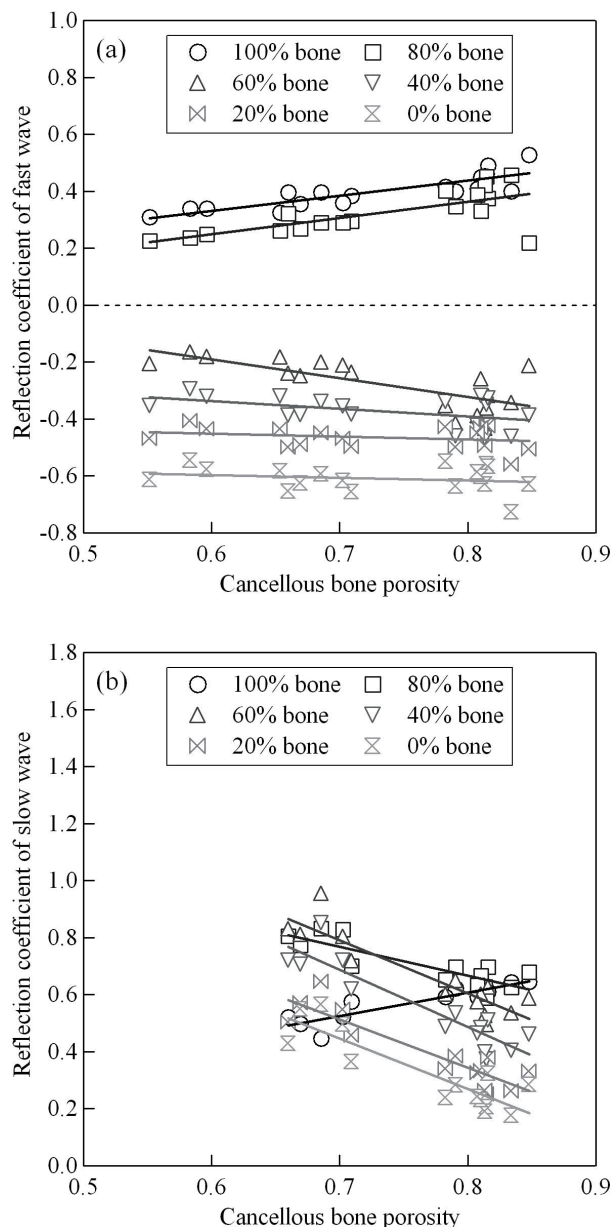 (a)
100% bone 80% bone
60% bone 40% bone
20% bone 0% bone
1.0
0.8
0.6
0.4
0.2
0.0
-0.2
-0.4
-0.6
-0.8
Reflection coefficient of fast wave
0.5 0.6 0.7 0.8 0.9
Cancellous bone porosity
(b)
100% bone 80% bone
60% bone 40% bone
20% bone 0% bone
1.8
1.6
1.4
1.2
1.0
0.8
0.6
0.4
0.2
0.0
Reflection coefficient of slow wave
0.5 0.6 0.7 0.8 0.9
Cancellous bone porosity